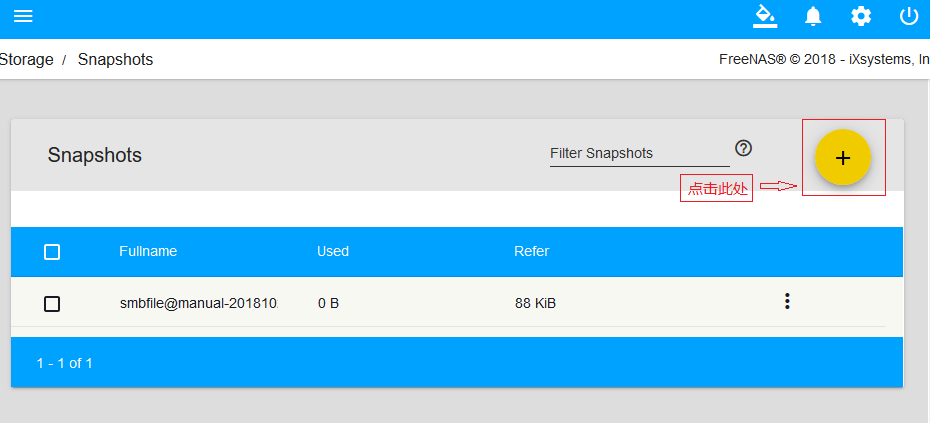 Storage / Snapshots
FreeNAS® © 2018 - iXsystems, In
Snapshots
Filter Snapshots
点击此处
Fullname Used Refer
smbfile@manual-201810 0 B 88 KiB
1 - 1 of 1